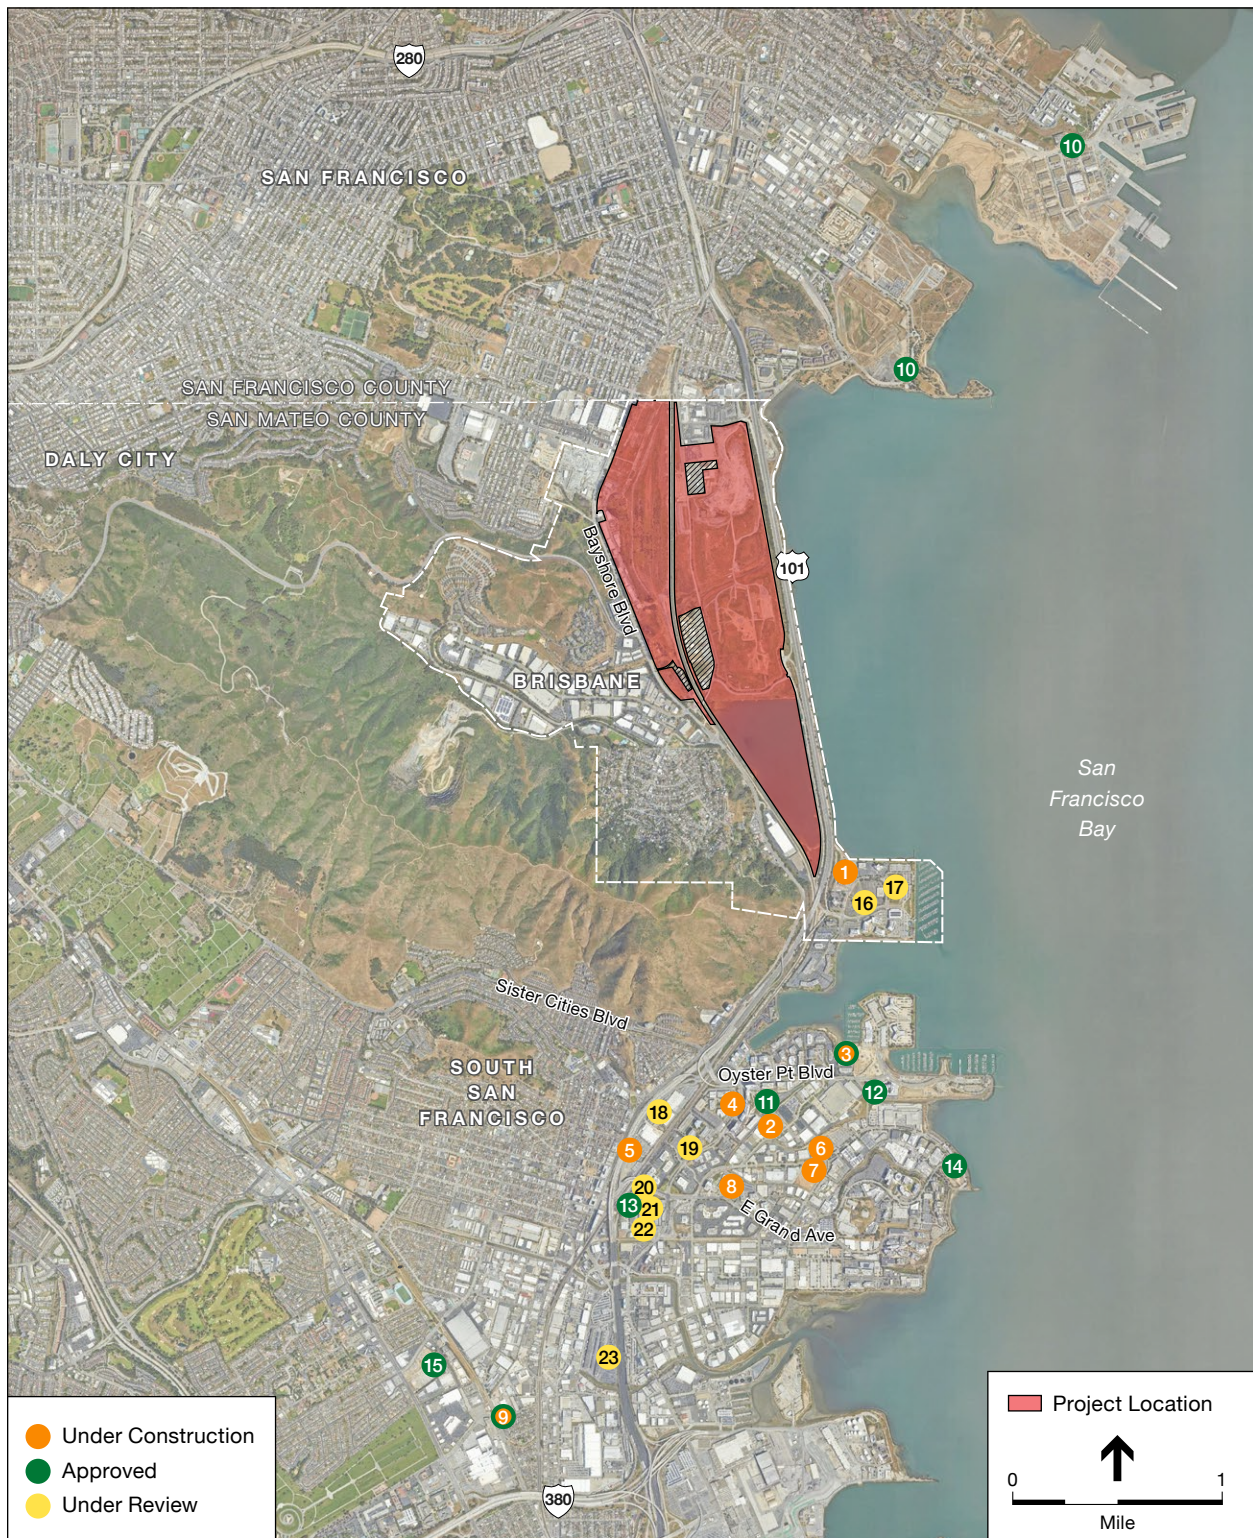 280
10
SAN FRANCISCO
10
SAN FRANCISCO COUNTY
SAN MATEO COUNTY
DALY CITY
Bayshore Blvd
101
BRISBANE
San
Francisco
Bay
1
17
16
Sister Cities Blvd
3
SOUTH
SAN
FRANCISCO
Oyster Pt Blvd
12
11
4
18
2
5
19
6
7
14
20
8
13
21
22
E Grand Ave
23
15
9
380
Under Construction
Approved
Under Review
Project Location
0
1
Mile